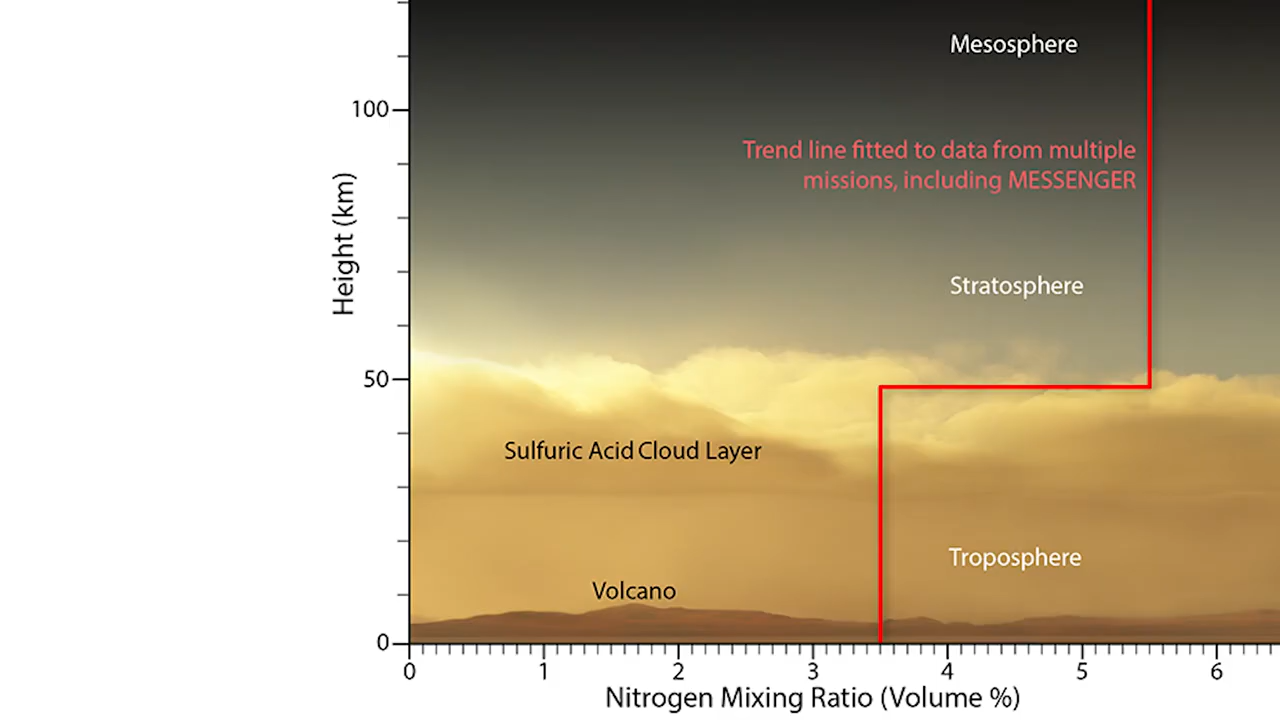 Mesosphere
100
Trend line fitted to data from multiple
missions, including MESSENGER
Height (km)
Stratosphere
50
Sulfuric Acid Cloud Layer
Troposphere
Volcano
0
0 1 2 3 4 5 6
Nitrogen Mixing Ratio (Volume %)